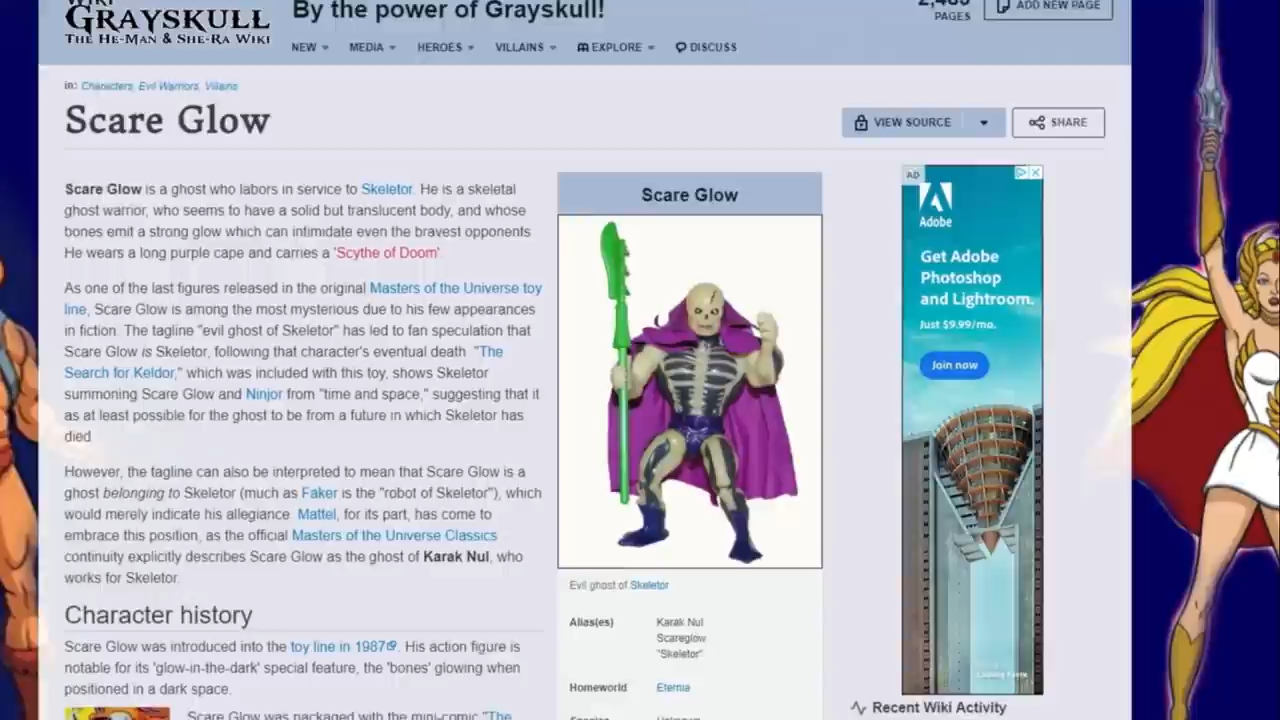 WIKI
GRAYSKULL
THE HE-MAN & SHE-RA WIKI
By the power of Grayskull!
PAGES
ADD NEW PAGE
NEW
MEDIA
HEROES
VILLAINS
EXPLORE
DISCUSS
in: Characters, Evil Warriors, Villains
Scare Glow
VIEW SOURCE
SHARE
Scare Glow is a ghost who labors in service to Skeletor. He is a skeletal
ghost warrior, who seems to have a solid but translucent body, and whose
bones emit a strong glow which can intimidate even the bravest opponents.
He wears a long purple cape and carries a 'Scythe of Doom'.
As one of the last figures released in the original Masters of the Universe toy
line, Scare Glow is among the most mysterious due to his few appearances
in fiction. The tagline "evil ghost of Skeletor" has led to fan speculation that
Scare Glow is Skeletor, following that character's eventual death. "The
Search for Keldor," which was included with this toy, shows Skeletor
summoning Scare Glow and Ninjor from "time and space," suggesting that it
as at least possible for the ghost to be from a future in which Skeletor has
died.
However, the tagline can also be interpreted to mean that Scare Glow is a
ghost belonging to Skeletor (much as Faker is the "robot of Skeletor"), which
would merely indicate his allegiance. Mattel, for its part, has come to
embrace this position, as the official Masters of the Universe Classics
continuity explicitly describes Scare Glow as the ghost of Karak Nul, who
works for Skeletor.
Character history
Scare Glow was introduced into the toy line in 1987. His action figure is
notable for its 'glow-in-the-dark' special feature, the 'bones' glowing when
positioned in a dark space.
Scare Glow was packaged with the mini-comic "The
Scare Glow
Evil ghost of Skeletor
Alias(es)
Karak Nul
Scareglow
"Skeletor"
Homeworld
Eternia
AD
Adobe
Get Adobe
Photoshop
and Lightroom.
Just $9.99/mo.
Join now
Recent Wiki Activity